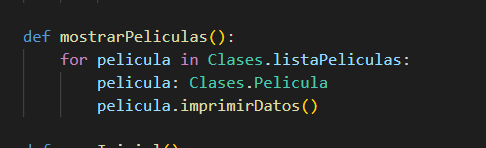 def mostrarPeliculas():
for pelicula in Clases.listaPeliculas:
pelicula: Clases.Pelicula
pelicula.imprimirDatos()